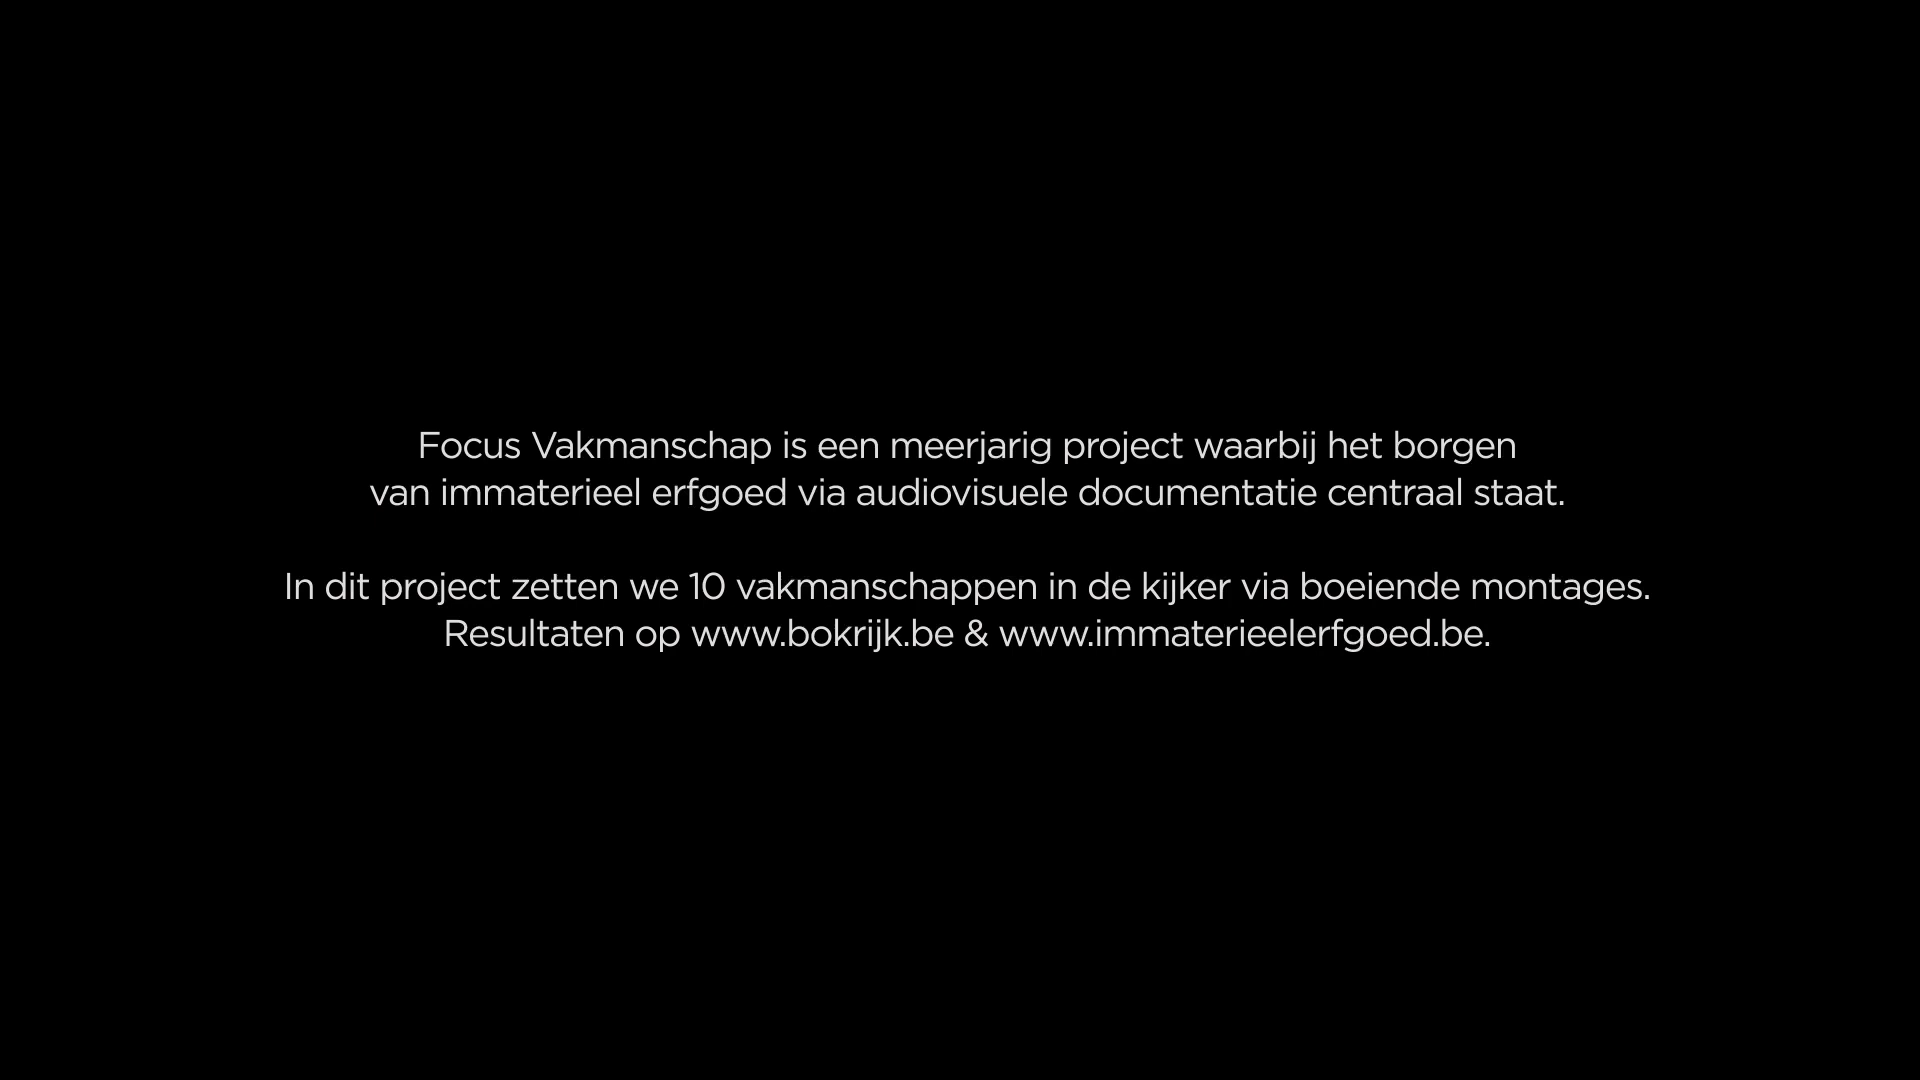 Focus Vakmanschap is een meerjarig project waarbij het borgen
van immaterieel erfgoed via audiovisuele documentatie centraal staat.
In dit project zetten we 10 vakmanschappen in de kijker via boeiende montages.
Resultaten op www.bokrijk.be & www.immaterieelerfgoed.be.